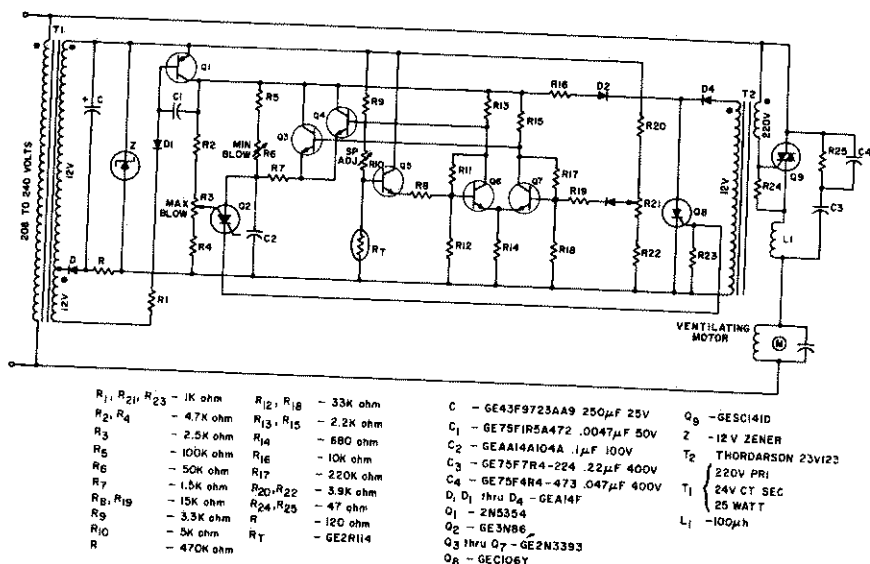 T1
208 TO 240 VOLTS
C
12V
12V
Z
D
R
D1
C1
Q1
R1
R2
MAX BLOW
R3
R4
R5
MIN BLOW
R6
R7
Q2
C2
Q3
Q4
R9
SP ADJ
R10
RT
Q5
R8
R11
R12
R13
Q6
R14
R15
Q7
R16
D2
R17
R18
R19
R20
R21
R22
D4
Q8
R23
12V
T2
220V
R24
Q9
L1
R25
C4
C3
VENTILATING MOTOR
M
R1, R21, R23 - 1K ohm
R2, R4 - 4.7K ohm
R3 - 2.5K ohm
R5 - 100K ohm
R6 - 50K ohm
R7 - 1.5K ohm
R8, R19 - 15K ohm
R9 - 3.3K ohm
R10 - 5K ohm
R - 470K ohm
R12, R18 - 33K ohm
R13, R15 - 2.2K ohm
R14 - 680 ohm
R16 - 10K ohm
R17 - 220K ohm
R20, R22 - 3.9K ohm
R24, R25 - 47 ohm
R - 120 ohm
RT - GE2R114
C - GE43F9723AA9 250µF 25V
C1 - GE75F1R5A472 .0047µF 50V
C2 - GEAA14A104A .1µF 100V
C3 - GE75F7R4-224 .22µF 400V
C4 - GE75F4R4-473 .047µF 400V
D, D1 thru D4 - GEA14F
Q1 - 2N5354
Q2 - GE3N86
Q3 thru Q7 - GE2N3393
Q8 - GEC106Y
Q9 - GESC141D
Z - 12V ZENER
T2 THORDARSON 23V123
T1 { 220V PRI
24V CT SEC
25 WATT
L1 - 100µh